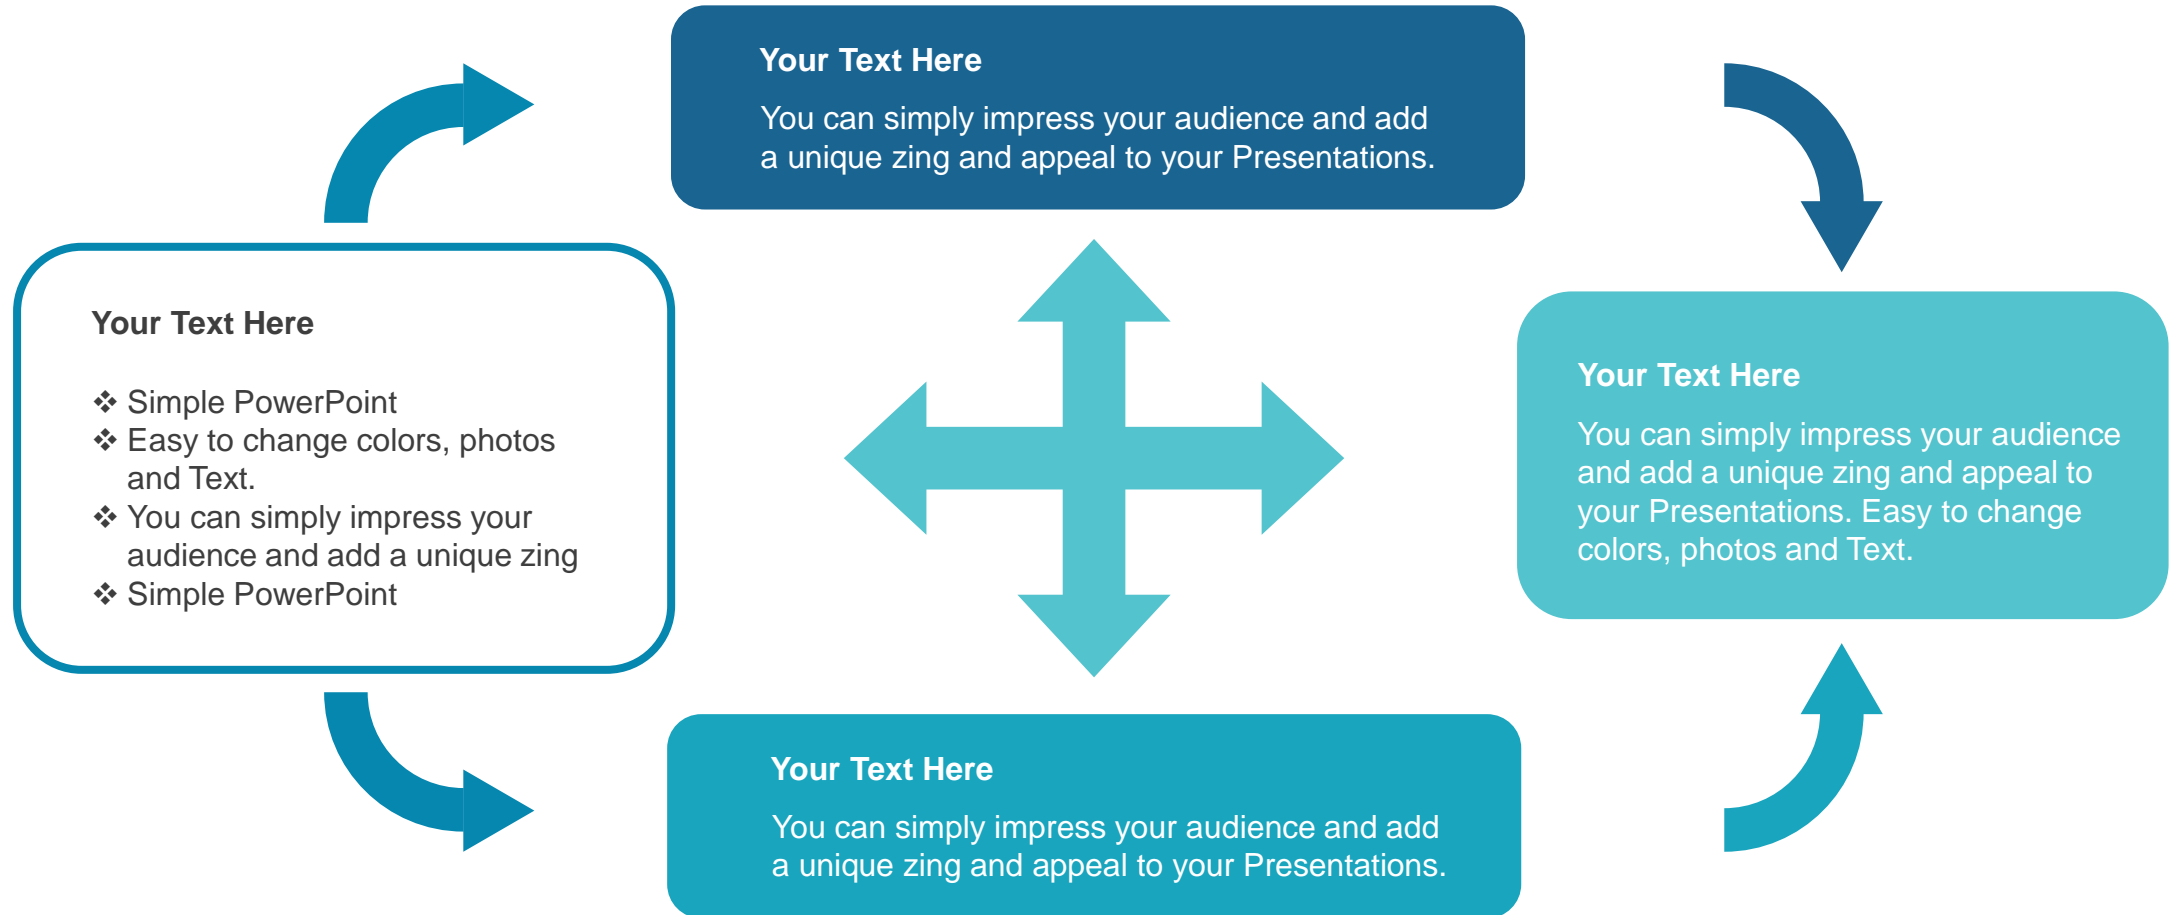 Your Text Here
You can simply impress your audience and add
a unique zing and appeal to your Presentations.
Your Text Here
❖ Simple PowerPoint
❖ Easy to change colors, photos
and Text.
❖ You can simply impress your
audience and add a unique zing
❖ Simple PowerPoint
Your Text Here
You can simply impress your audience
and add a unique zing and appeal to
your Presentations. Easy to change
colors, photos and Text.
Your Text Here
You can simply impress your audience and add
a unique zing and appeal to your Presentations.